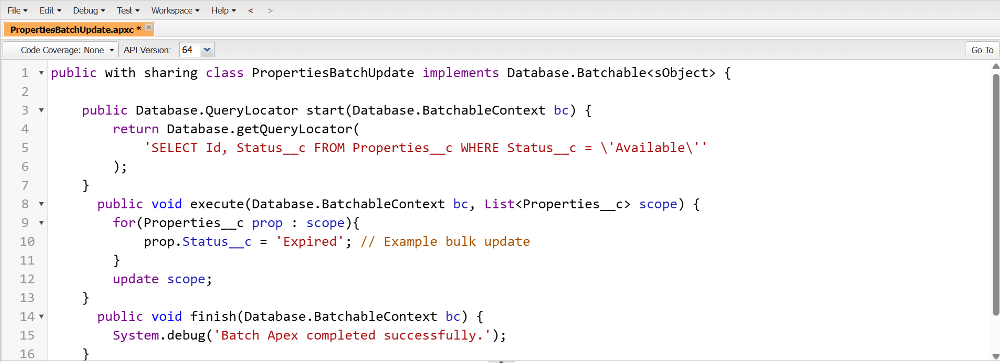 File Edit Debug Test Workspace Help < >
PropertiesBatchUpdate.apxc *
Code Coverage: None API Version: 64 Go To
1 public with sharing class PropertiesBatchUpdate implements Database.Batchable<sObject> {
2
3 public Database.QueryLocator start(Database.BatchableContext bc) {
4 return Database.getQueryLocator(
5 'SELECT Id, Status__c FROM Properties__c WHERE Status__c = \'Available\''
6 );
7 }
8 public void execute(Database.BatchableContext bc, List<Properties__c> scope) {
9 for(Properties__c prop : scope){
10 prop.Status__c = 'Expired'; // Example bulk update
11 }
12 update scope;
13 }
14 public void finish(Database.BatchableContext bc) {
15 System.debug('Batch Apex completed successfully.');
16 }